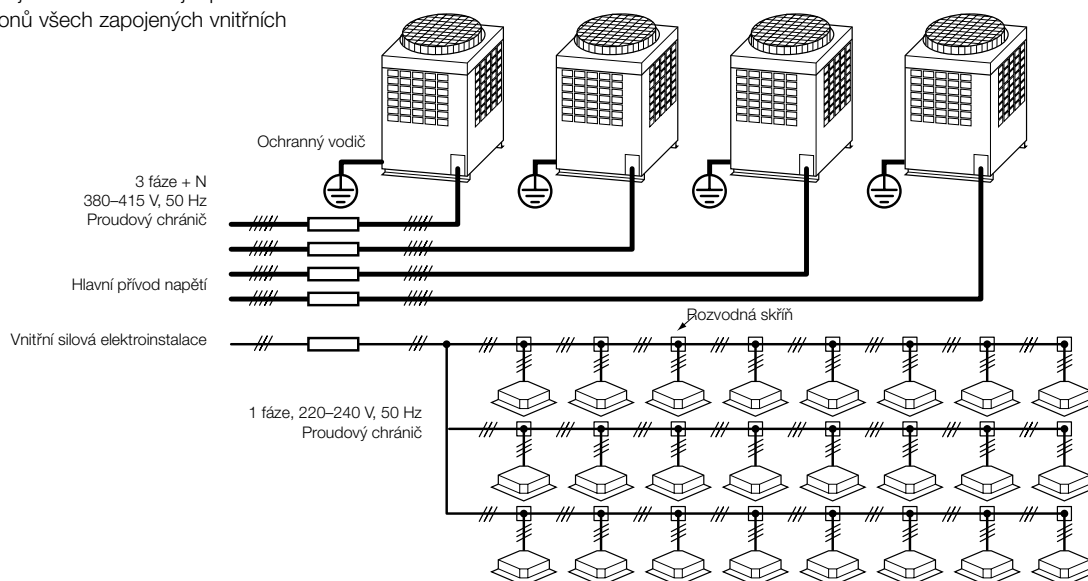 onů všech zapojených vnitřních
Ochranný vodič
3 fáze + N
380–415 V, 50 Hz
Proudový chránič
Hlavní přívod napětí
Rozvodná skříň
Vnitřní silová elektroinstalace
1 fáze, 220–240 V, 50 Hz
Proudový chránič